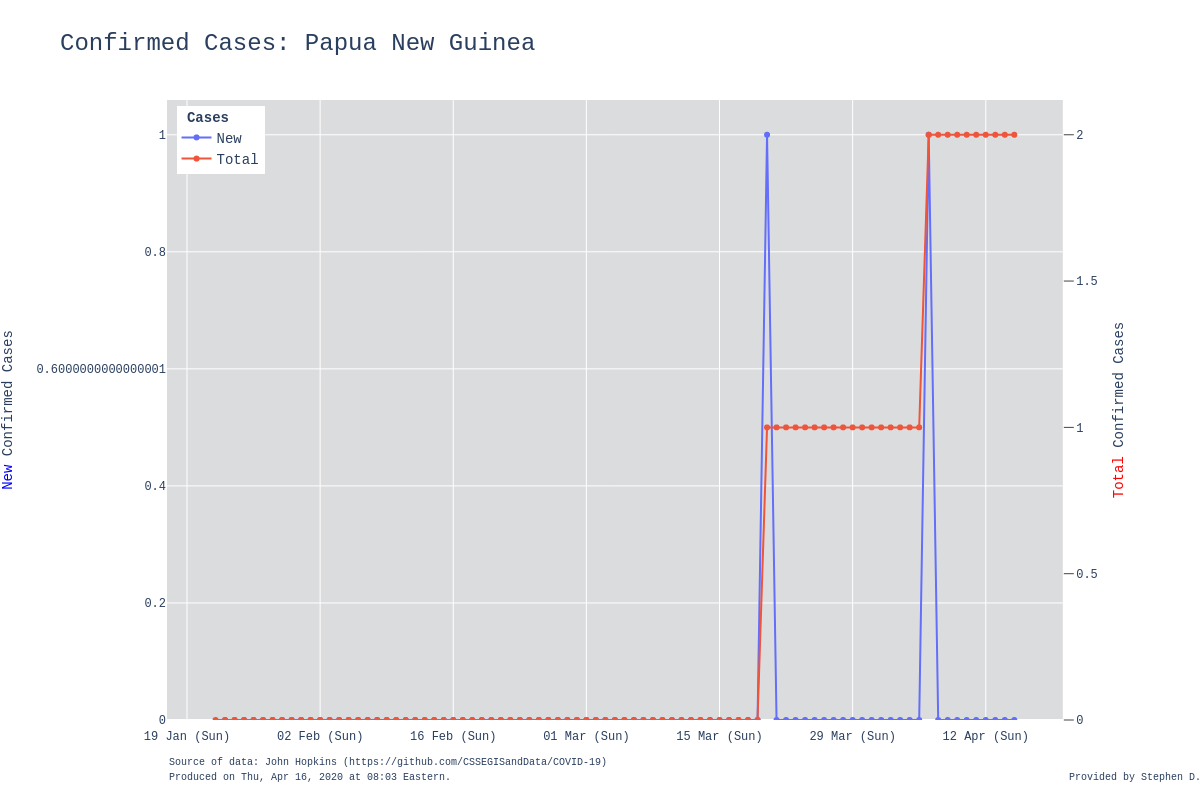 Confirmed Cases: Papua New Guinea
Cases
New
Total
1
0.8
0.6000000000000001
0.4
0.2
0
New Confirmed Cases
2
1.5
1
0.5
0
Total Confirmed Cases
19 Jan (Sun) 02 Feb (Sun) 16 Feb (Sun) 01 Mar (Sun) 15 Mar (Sun) 29 Mar (Sun) 12 Apr (Sun)
Source of data: John Hopkins (https://github.com/CSSEGISandData/COVID-19)
Produced on Thu, Apr 16, 2020 at 08:03 Eastern.
Provided by Stephen D.